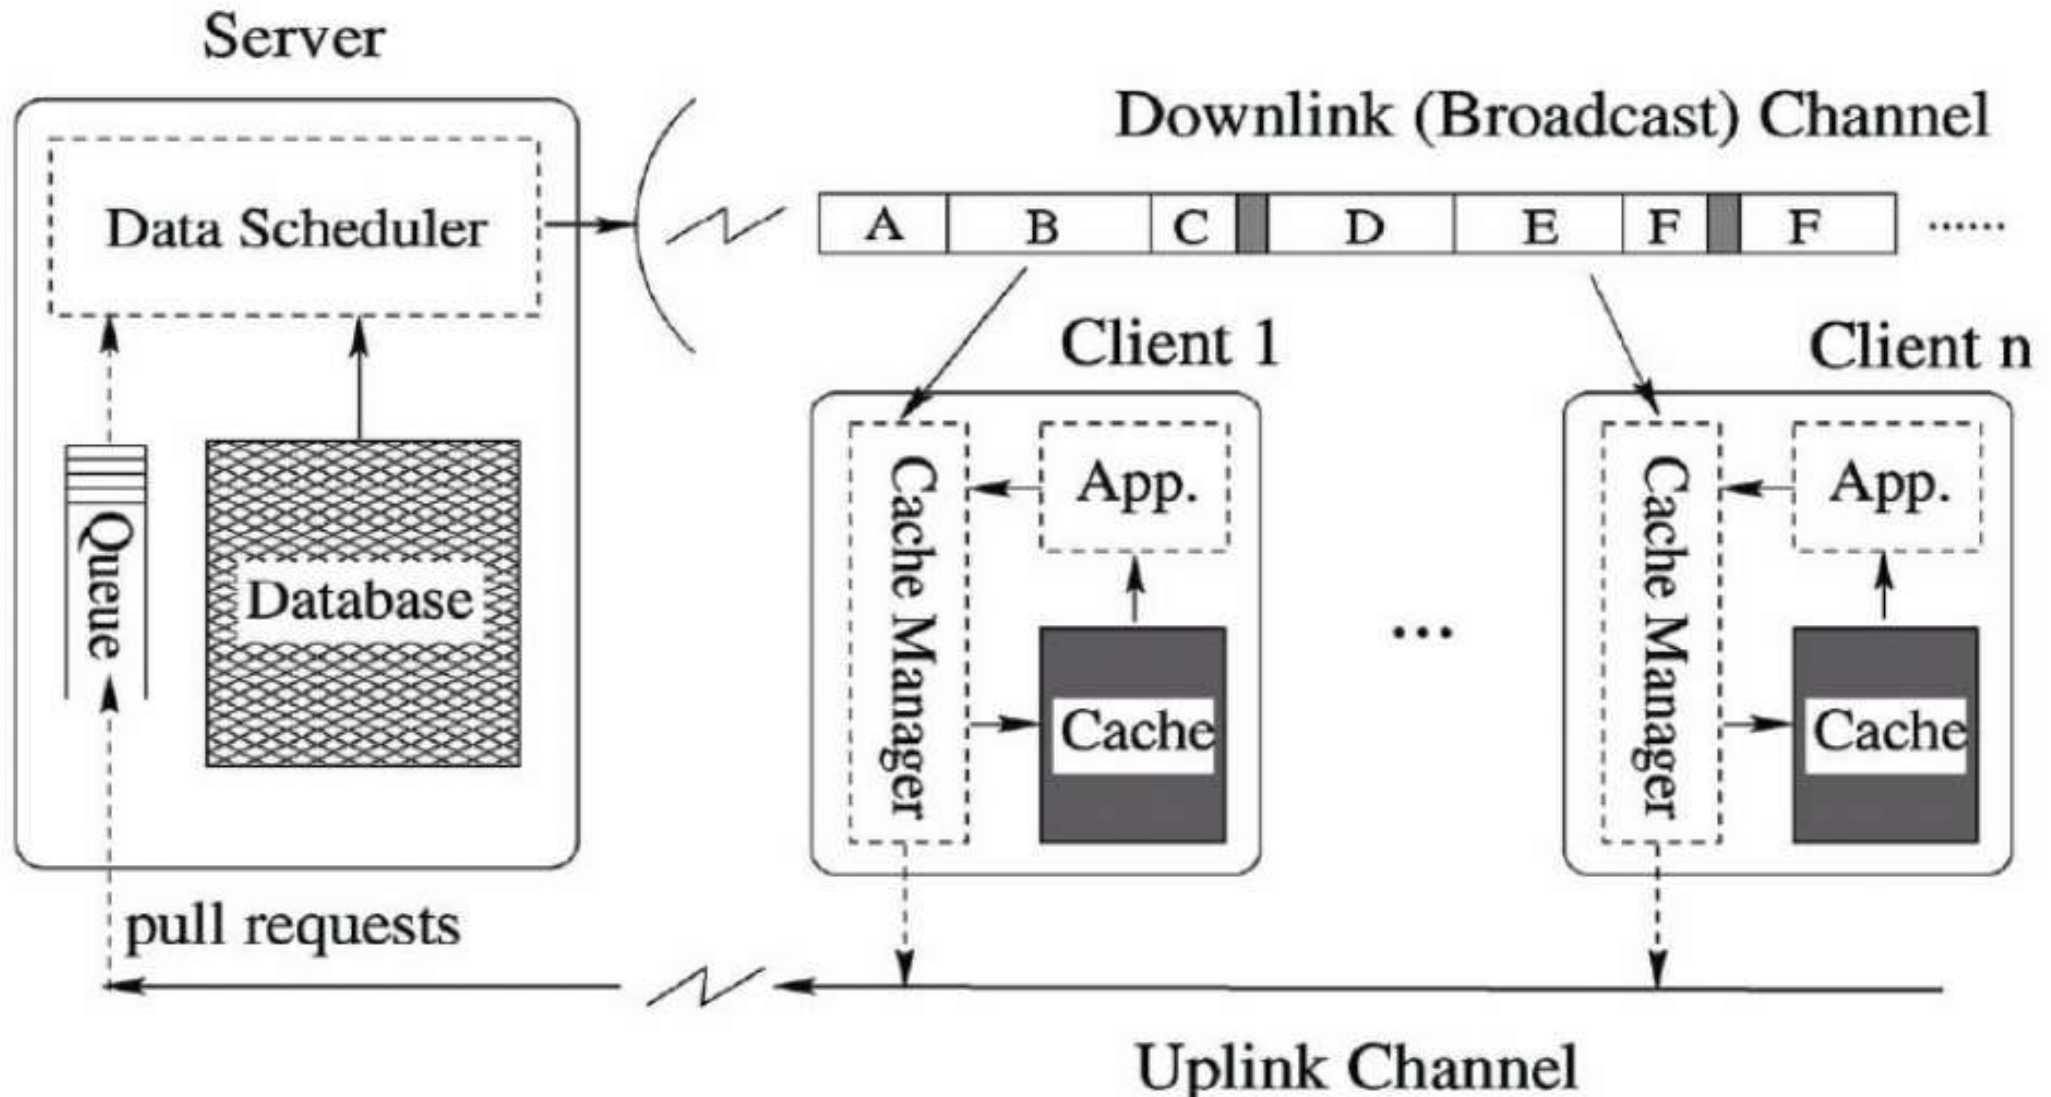 Server
Downlink (Broadcast) Channel
Data Scheduler
A B C D E F F ......
Client 1
Client n
Queue
Database
Cache Manager
App.
Cache
...
Cache Manager
App.
Cache
pull requests
Uplink Channel